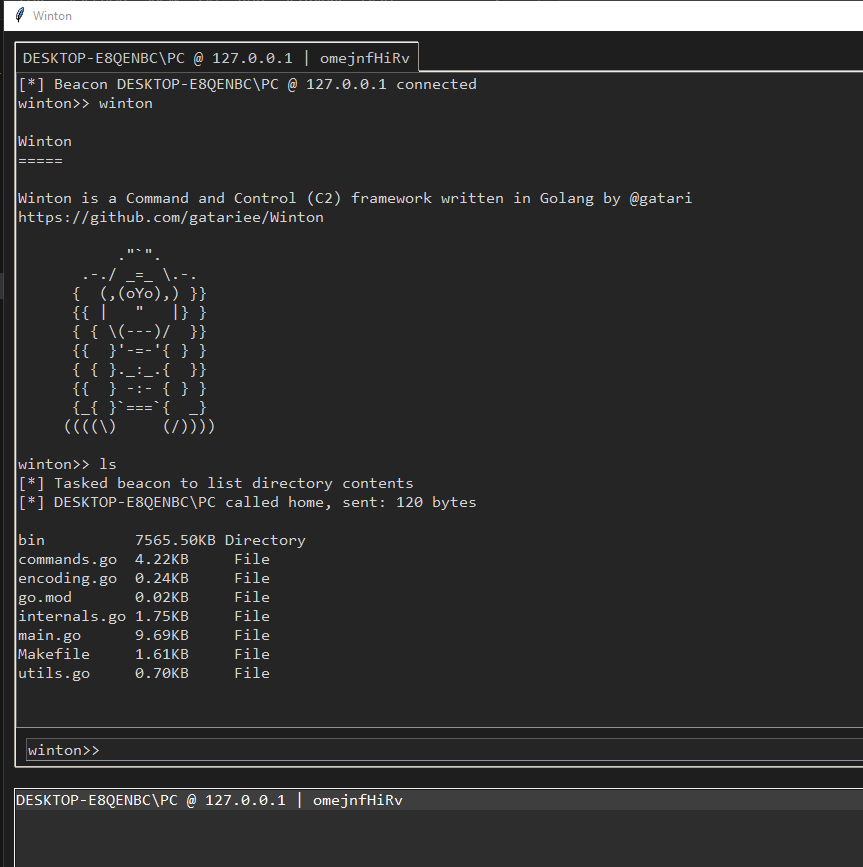 Winton
DESKTOP-E8QENBC\PC @ 127.0.0.1 | omejnfHiRv
[*] Beacon DESKTOP-E8QENBC\PC @ 127.0.0.1 connected
winton>> winton
Winton
=====
Winton is a Command and Control (C2) framework written in Golang by @gatari
https://github.com/gatariee/Winton
           ."`".
       .-./ _=_ \.-.
      {  (,(oYo),) }}
      {{ |   "   |} }
      { { \(---)/  }}
      {{  }'-=-'{ } }
      { { }._:_.{  }}
      {{  } -:- { } }
      {_{ }`===`{  _}
     ((((\)     (/))))
winton>> ls
[*] Tasked beacon to list directory contents
[*] DESKTOP-E8QENBC\PC called home, sent: 120 bytes
bin          7565.50KB Directory
commands.go  4.22KB     File
encoding.go  0.24KB     File
go.mod       0.02KB     File
internals.go 1.75KB     File
main.go      9.69KB     File
Makefile     1.61KB     File
utils.go     0.70KB     File
winton>>
DESKTOP-E8QENBC\PC @ 127.0.0.1 | omejnfHiRv